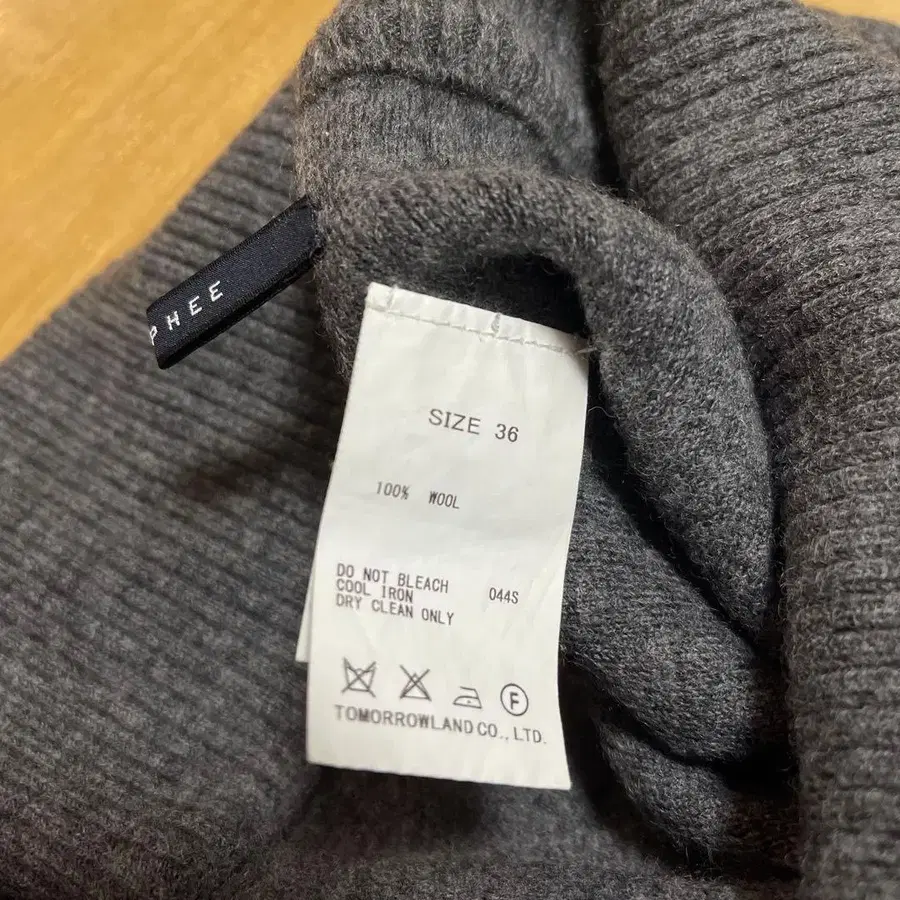 PHEE
SIZE 36
100% WOOL
DO NOT BLEACH
COOL IRON 044S
DRY CLEAN ONLY
F
TOMORROWLAND CO., LTD.